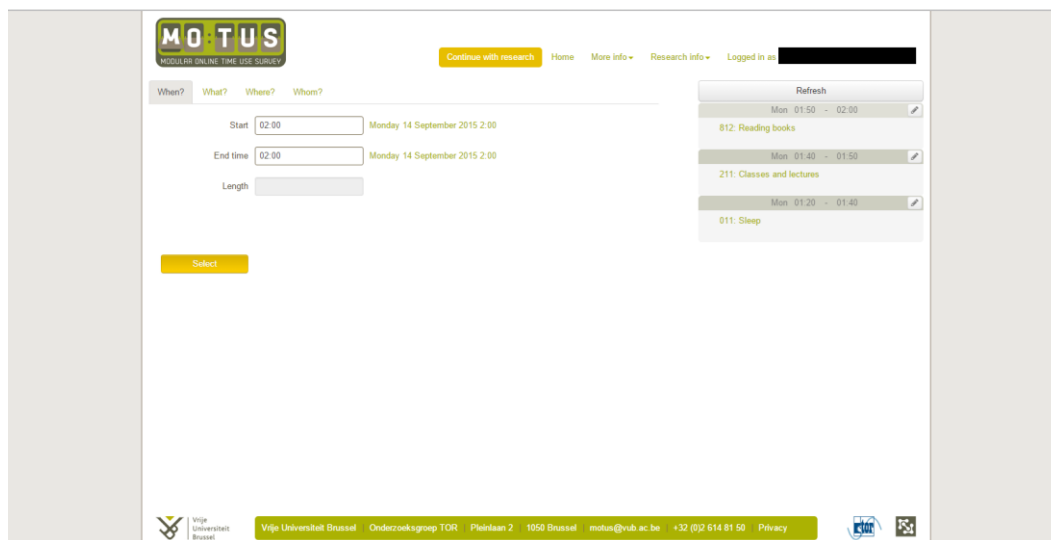 MO:TUS
MODULAR ONLINE TIME USE SURVEY
Continue with research Home More info Research info Logged in as
When? What? Where? Whom?
Start 02:00 Monday 14 September 2015 2:00
End time 02:00 Monday 14 September 2015 2:00
Length
Select
Refresh
Mon 01:50 - 02:00
812: Reading books
Mon 01:40 - 01:50
211: Classes and lectures
Mon 01:20 - 01:40
011: Sleep
Vrije
Universiteit
Brussel
Vrije Universiteit Brussel | Onderzoeksgroep TOR | Pleinlaan 2 | 1050 Brussel | motus@vub.ac.be | +32 (0)2 614 81 50 | Privacy
tor